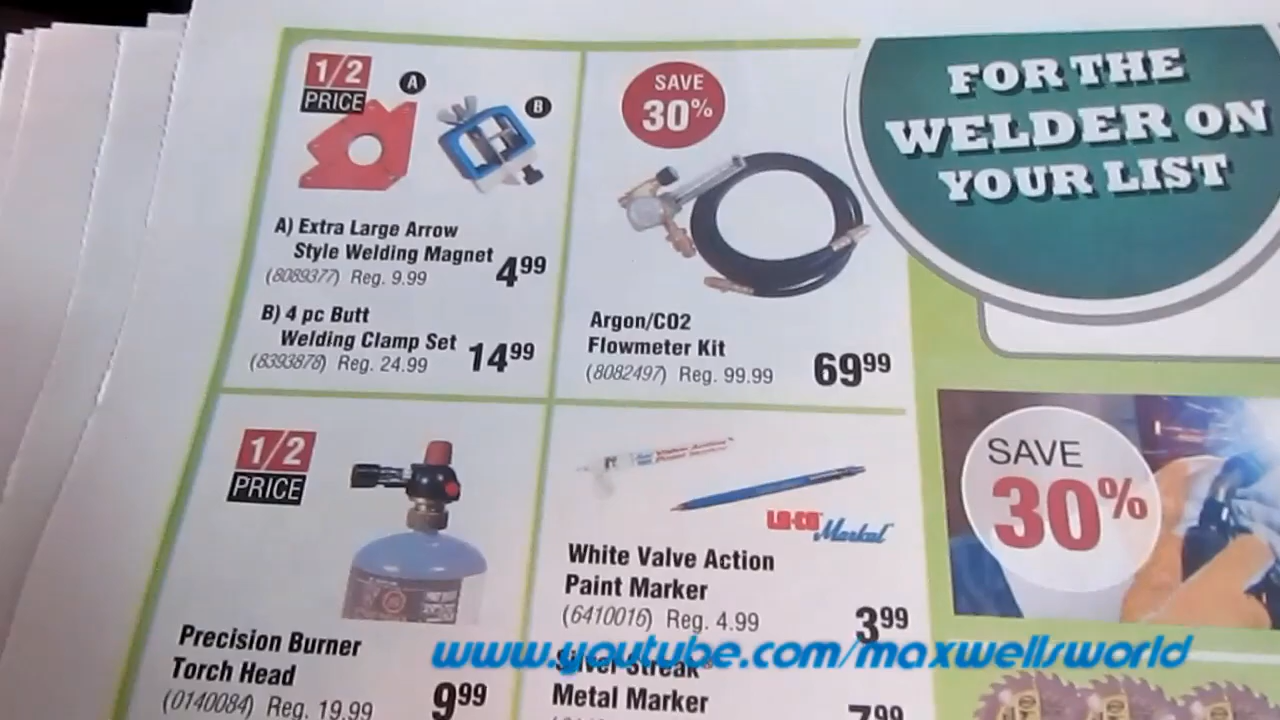 1/2
PRICE
A
B
A) Extra Large Arrow
Style Welding Magnet
(8089377) Reg. 9.99
4.99
B) 4 pc Butt
Welding Clamp Set
(8393878) Reg. 24.99
14.99
SAVE
30%
Argon/CO2
Flowmeter Kit
(8082497) Reg. 99.99
69.99
FOR THE
WELDER ON
YOUR LIST
1/2
PRICE
Precision Burner
Torch Head
(0140084) Reg. 19.99
9.99
LA-CO Markal
White Valve Action
Paint Marker
(6410016) Reg. 4.99
3.99
Silver Streak®
Metal Marker
7.99
SAVE
30%
www.youtube.com/maxwellsworld